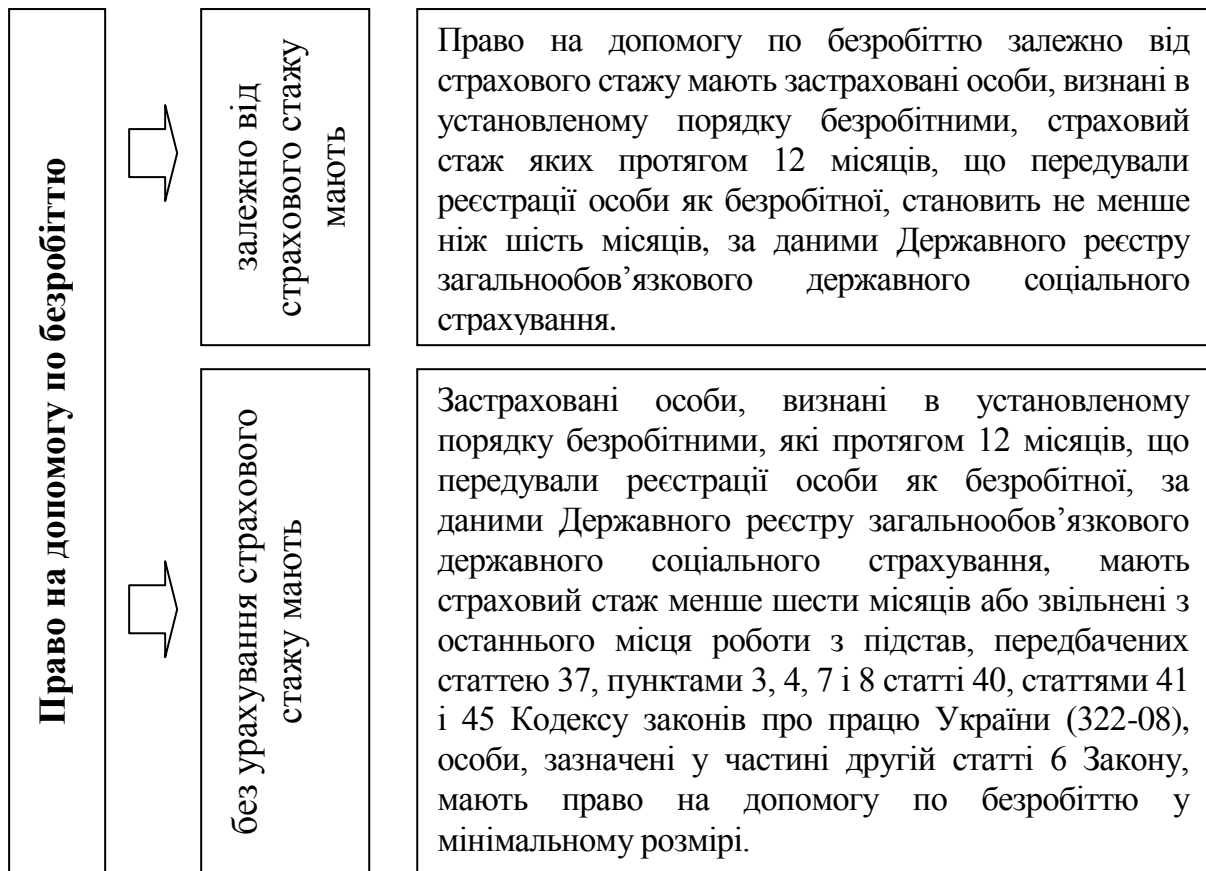 Право на допомогу по безробіттю
залежно від
страхового стажу
мають
Право на допомогу по безробіттю залежно від
страхового стажу мають застраховані особи, визнані в
установленому порядку безробітними, страховий
стаж яких протягом 12 місяців, що передували
реєстрації особи як безробітної, становить не менше
ніж шість місяців, за даними Державного реєстру
загальнообов’язкового державного соціального
страхування.
без урахування страхового
стажу мають
Застраховані особи, визнані в установленому
порядку безробітними, які протягом 12 місяців, що
передували реєстрації особи як безробітної, за
даними Державного реєстру загальнообов’язкового
державного соціального страхування, мають
страховий стаж менше шести місяців або звільнені з
останнього місця роботи з підстав, передбачених
статтею 37, пунктами 3, 4, 7 і 8 статті 40, статтями 41
і 45 Кодексу законів про працю України (322-08),
особи, зазначені у частині другій статті 6 Закону,
мають право на допомогу по безробіттю у
мінімальному розмірі.